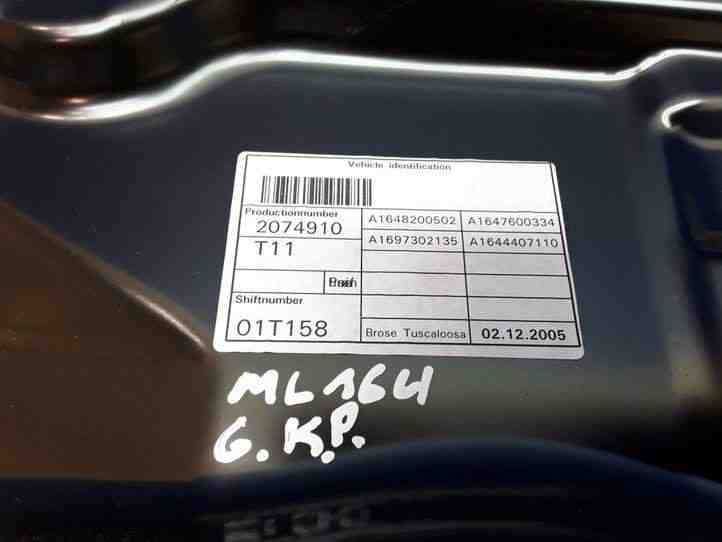 Vehicle identification
Productionnumber
2074910
T11
Shiftnumber
01T158
A1648200502 A1647600334
A1697302135 A1644407110
Brose Tuscaloosa 02.12.2005
ML164
G.K.P.